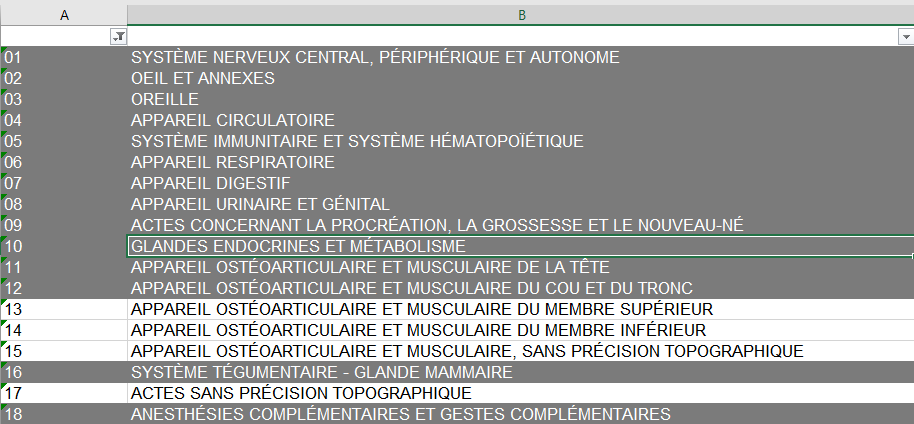 A B
01 SYSTÈME NERVEUX CENTRAL, PÉRIPHÉRIQUE ET AUTONOME
02 OEIL ET ANNEXES
03 OREILLE
04 APPAREIL CIRCULATOIRE
05 SYSTÈME IMMUNITAIRE ET SYSTÈME HÉMATOPOÏÉTIQUE
06 APPAREIL RESPIRATOIRE
07 APPAREIL DIGESTIF
08 APPAREIL URINAIRE ET GÉNITAL
09 ACTES CONCERNANT LA PROCRÉATION, LA GROSSESSE ET LE NOUVEAU-NÉ
10 GLANDES ENDOCRINES ET MÉTABOLISME
11 APPAREIL OSTÉOARTICULAIRE ET MUSCULAIRE DE LA TÊTE
12 APPAREIL OSTÉOARTICULAIRE ET MUSCULAIRE DU COU ET DU TRONC
13 APPAREIL OSTÉOARTICULAIRE ET MUSCULAIRE DU MEMBRE SUPÉRIEUR
14 APPAREIL OSTÉOARTICULAIRE ET MUSCULAIRE DU MEMBRE INFÉRIEUR
15 APPAREIL OSTÉOARTICULAIRE ET MUSCULAIRE, SANS PRÉCISION TOPOGRAPHIQUE
16 SYSTÈME TÉGUMENTAIRE - GLANDE MAMMAIRE
17 ACTES SANS PRÉCISION TOPOGRAPHIQUE
18 ANESTHÉSIES COMPLÉMENTAIRES ET GESTES COMPLÉMENTAIRES